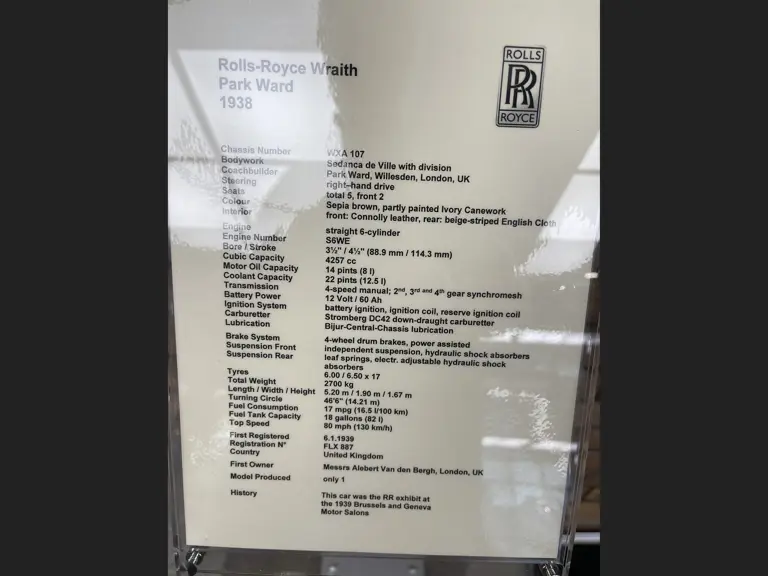 Rolls-Royce Wraith
Park Ward
1938
ROLLS
RR
ROYCE
Chassis Number WXA 107
Bodywork Sedanca de Ville with division
Coachbuilder Park Ward, Willesden, London, UK
Steering right-hand drive
Seats total 5, front 2
Colour Sepia brown, partly painted Ivory Canework
Interior front: Connolly leather, rear: beige-striped English Cloth
Engine straight 6-cylinder
Engine Number S6WE
Bore / Stroke 3½" / 4½" (88.9 mm / 114.3 mm)
Cubic Capacity 4257 cc
Motor Oil Capacity 14 pints (8 l)
Coolant Capacity 22 pints (12.5 l)
Transmission 4-speed manual; 2nd, 3rd and 4th gear synchromesh
Battery Power 12 Volt / 60 Ah
Ignition System battery ignition, ignition coil, reserve ignition coil
Carburetter Stromberg DC42 down-draught carburetter
Lubrication Bijur-Central-Chassis lubrication
Brake System 4-wheel drum brakes, power assisted
Suspension Front independent suspension, hydraulic shock absorbers
Suspension Rear leaf springs, electr. adjustable hydraulic shock
absorbers
Tyres 6.00 / 6.50 x 17
Total Weight 2700 kg
Length / Width / Height 5.20 m / 1.90 m / 1.67 m
Turning Circle 46'6" (14.21 m)
Fuel Consumption 17 mpg (16.5 l/100 km)
Fuel Tank Capacity 18 gallons (82 l)
Top Speed 80 mph (130 km/h)
First Registered 6.1.1939
Registration N° FLX 887
Country United Kingdom
First Owner Messrs Alebert Van den Bergh, London, UK
Model Produced only 1
History This car was the RR exhibit at
the 1939 Brussels and Geneva
Motor Salons